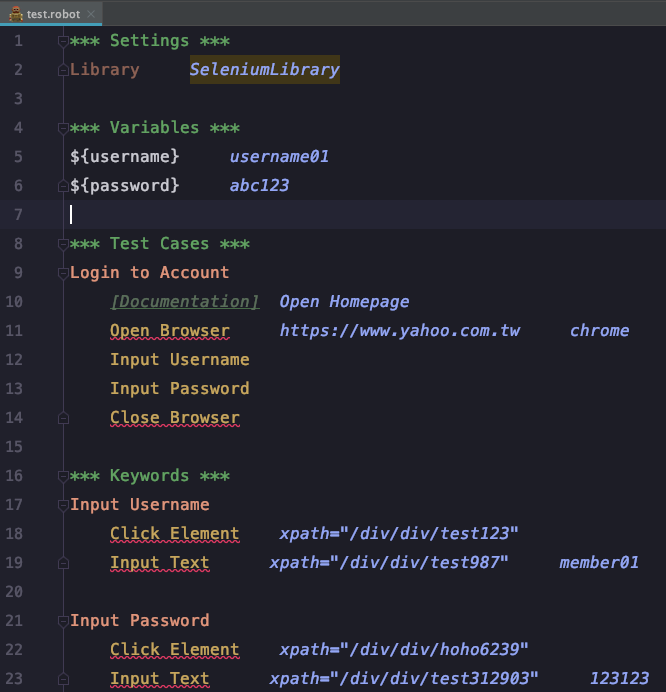 test.robot
1 *** Settings ***
2 Library     SeleniumLibrary
3
4 *** Variables ***
5 ${username}     username01
6 ${password}     abc123
7
8 *** Test Cases ***
9 Login to Account
10     [Documentation]  Open Homepage
11     Open Browser     https://www.yahoo.com.tw     chrome
12     Input Username
13     Input Password
14     Close Browser
15
16 *** Keywords ***
17 Input Username
18     Click Element    xpath="/div/div/test123"
19     Input Text      xpath="/div/div/test987"     member01
20
21 Input Password
22     Click Element    xpath="/div/div/hoho6239"
23     Input Text      xpath="/div/div/test312903"     123123